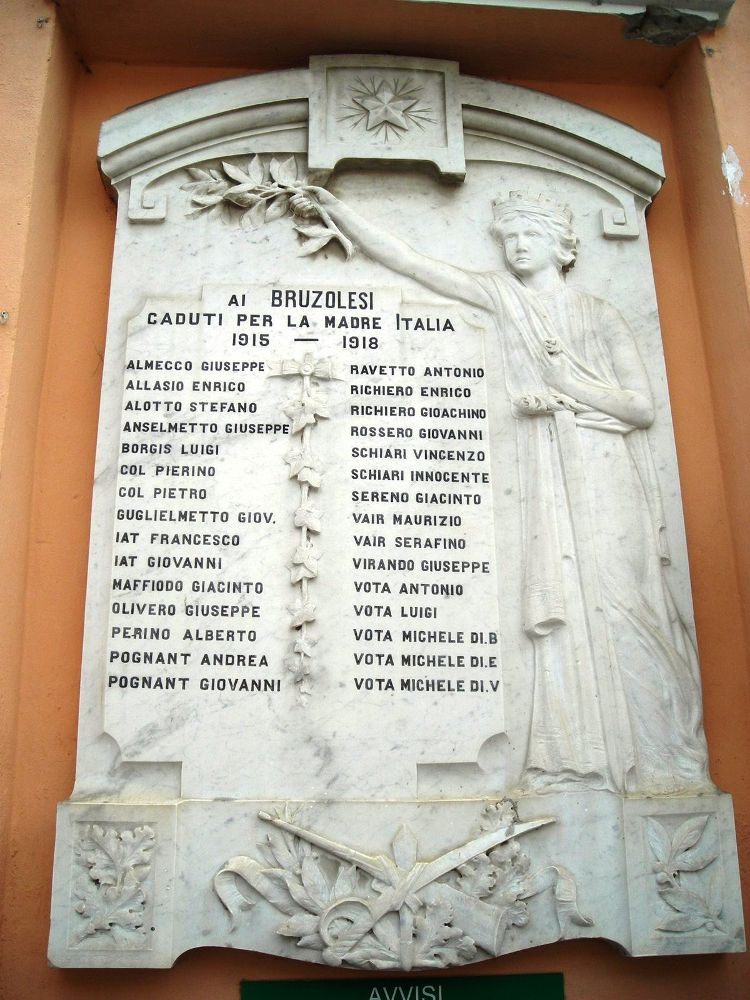 AI BRUZOLESI
CADUTI PER LA MADRE ITALIA
1915 — 1918
ALMECCO GIUSEPPE
ALLASIO ENRICO
ALOTTO STEFANO
ANSELMETTO GIUSEPPE
BORGIS LUIGI
COL PIERINO
COL PIETRO
GUGLIELMETTO GIOV.
IAT FRANCESCO
IAT GIOVANNI
MAFFIODO GIACINTO
OLIVERO GIUSEPPE
PERINO ALBERTO
POGNANT ANDREA
POGNANT GIOVANNI
RAVETTO ANTONIO
RICHIERO ENRICO
RICHIERO GIOACHINO
ROSSERO GIOVANNI
SCHIARI VINCENZO
SCHIARI INNOCENTE
SERENO GIACINTO
VAIR MAURIZIO
VAIR SERAFINO
VIRANDO GIUSEPPE
VOTA ANTONIO
VOTA LUIGI
VOTA MICHELE DI.B
VOTA MICHELE DI.E
VOTA MICHELE DI.V
AVVISI